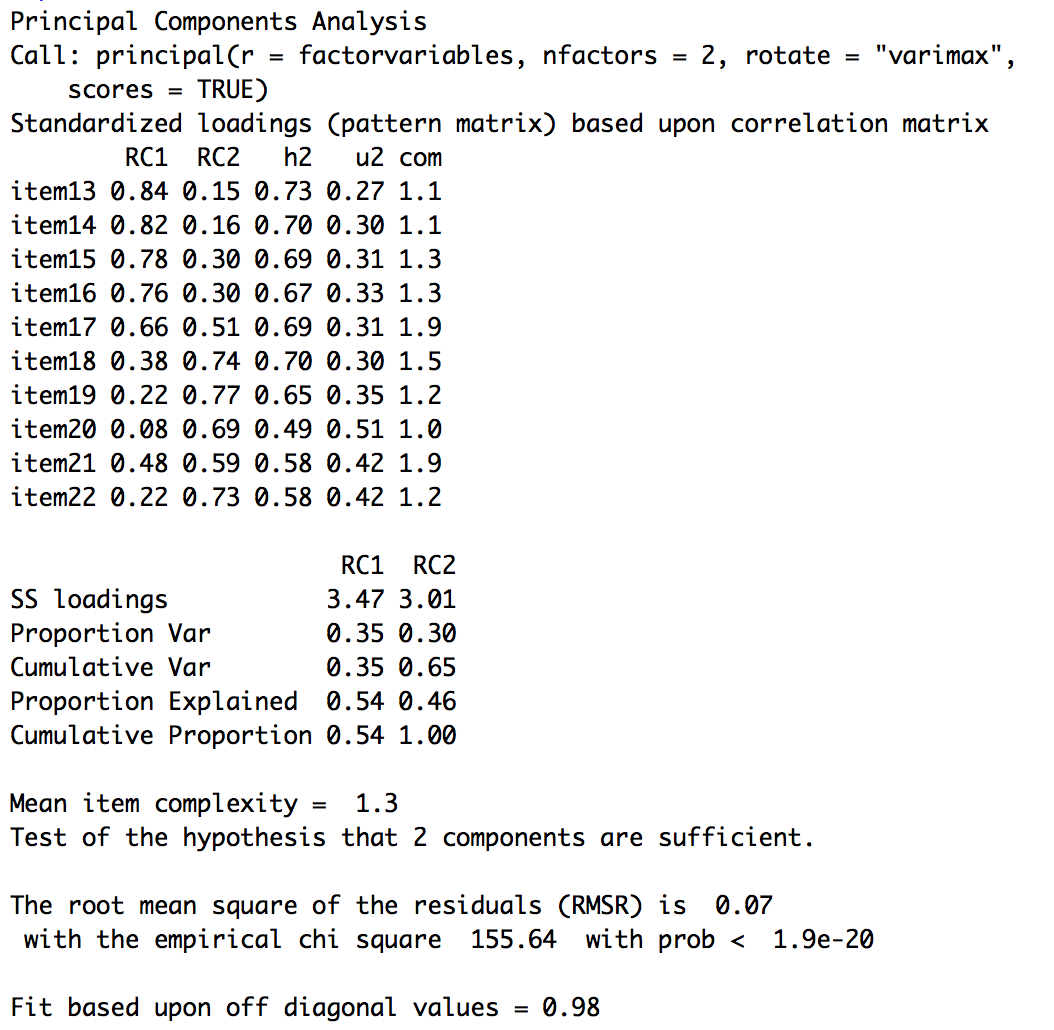 Principal Components Analysis
Call: principal(r = factorvariables, nfactors = 2, rotate = "varimax",
    scores = TRUE)
Standardized loadings (pattern matrix) based upon correlation matrix
        RC1  RC2   h2   u2 com
item13 0.84 0.15 0.73 0.27 1.1
item14 0.82 0.16 0.70 0.30 1.1
item15 0.78 0.30 0.69 0.31 1.3
item16 0.76 0.30 0.67 0.33 1.3
item17 0.66 0.51 0.69 0.31 1.9
item18 0.38 0.74 0.70 0.30 1.5
item19 0.22 0.77 0.65 0.35 1.2
item20 0.08 0.69 0.49 0.51 1.0
item21 0.48 0.59 0.58 0.42 1.9
item22 0.22 0.73 0.58 0.42 1.2
                       RC1  RC2
SS loadings           3.47 3.01
Proportion Var        0.35 0.30
Cumulative Var        0.35 0.65
Proportion Explained  0.54 0.46
Cumulative Proportion 0.54 1.00
Mean item complexity =  1.3
Test of the hypothesis that 2 components are sufficient.
The root mean square of the residuals (RMSR) is  0.07
 with the empirical chi square  155.64  with prob <  1.9e-20
Fit based upon off diagonal values = 0.98